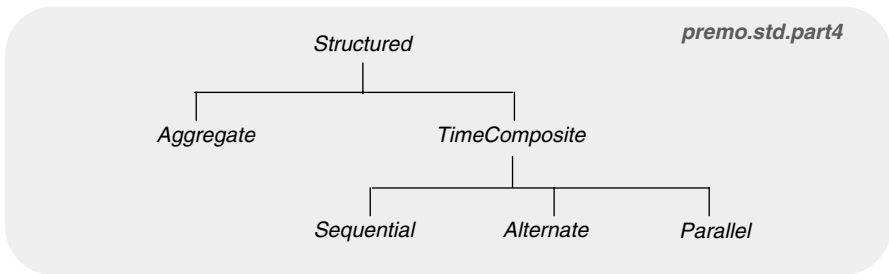 premo.std.part4
Structured
Aggregate
TimeComposite
Sequential
Alternate
Parallel